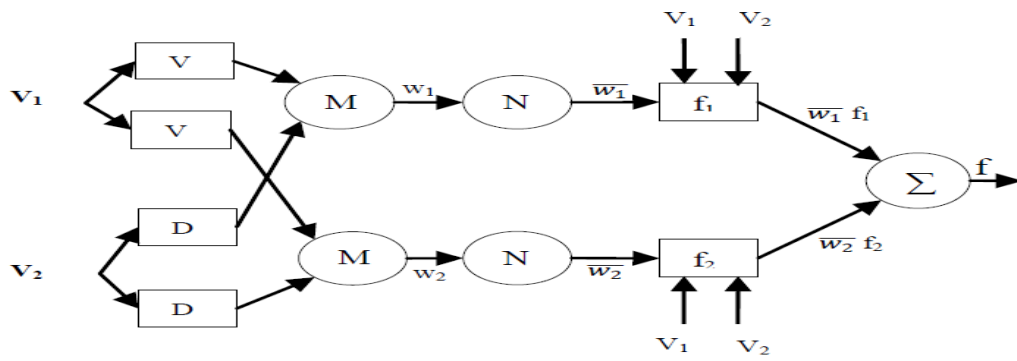 V₁ V₂
V
V₁ M w₁ N w̅₁ f₁ w̅₁ f₁
V
Σ f
D
V₂ M w₂ N w̅₂ f₂ w̅₂ f₂
D
V₁ V₂